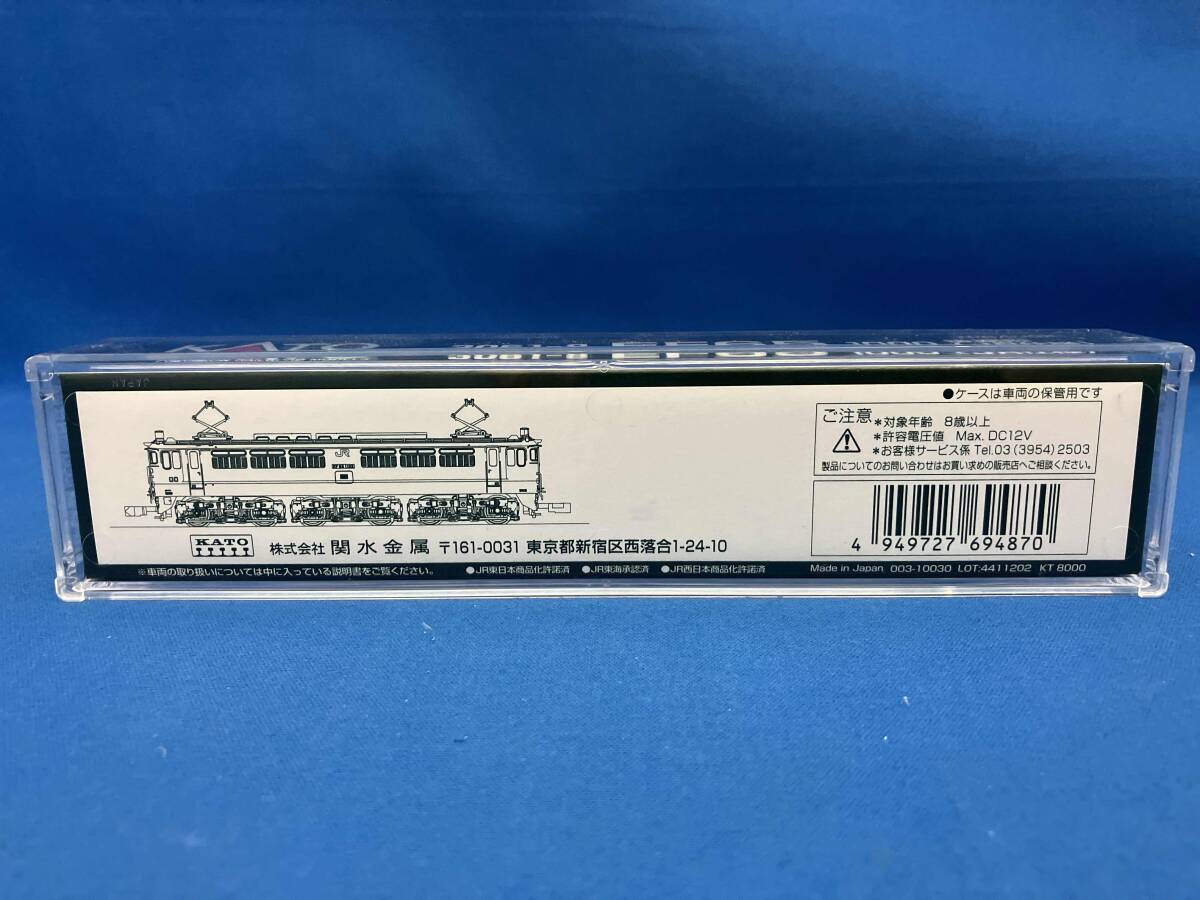 KATO
JAPAN
●ケースは車両の保管用です
ご注意
*対象年齢 8歳以上
*許容電圧値 Max. DC12V
*お客様サービス係 Tel.03(3954)2503
製品についてのお問い合わせはお買い求めの販売店へご相談ください。
JR
4 949727 694870
KATO 株式会社 関水金属 〒161-0031 東京都新宿区西落合1-24-10
※車両の取り扱いについては中に入っている説明書をご覧ください。 ●JR東日本商品化許諾済 ●JR東海承認済 ●JR西日本商品化許諾済 Made in Japan 003-10030 LOT:4411202 KT 8000